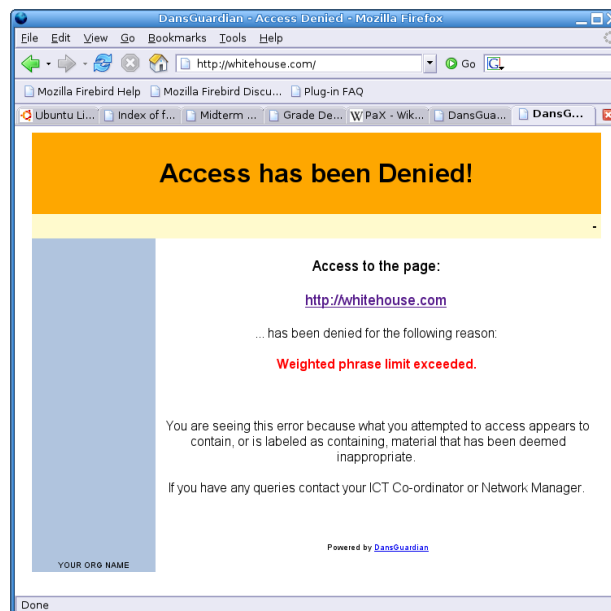 DansGuardian - Access Denied - Mozilla Firefox
File Edit View Go Bookmarks Tools Help
http://whitehouse.com/ Go G
Mozilla Firebird Help Mozilla Firebird Discu... Plug-in FAQ
Ubuntu Li... Index of f... Midterm ... Grade De... W PaX - Wik... DansGua... DansG...
Access has been Denied!
-
Access to the page:
http://whitehouse.com
... has been denied for the following reason:
Weighted phrase limit exceeded.
You are seeing this error because what you attempted to access appears to
contain, or is labeled as containing, material that has been deemed
inappropriate.
If you have any queries contact your ICT Co-ordinator or Network Manager.
Powered by DansGuardian
YOUR ORG NAME
Done